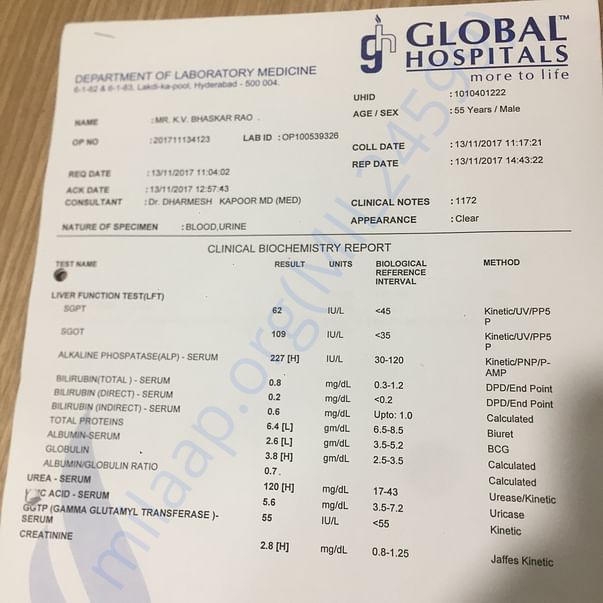 gh GLOBAL HOSPITALS™
more to life
DEPARTMENT OF LABORATORY MEDICINE
6-1-62 & 6-1-63, Lakdi-ka-pool, Hyderabad - 500 004.
UHID : 1010401222
NAME : MR. K.V. BHASKAR RAO .
AGE / SEX : 55 Years / Male
OP NO : 201711134123 LAB ID : OP100539326
COLL DATE : 13/11/2017 11:17:21
REQ DATE : 13/11/2017 11:04:02
REP DATE : 13/11/2017 14:43:22
ACK DATE : 13/11/2017 12:57:43
CONSULTANT : Dr. DHARMESH KAPOOR MD (MED)
CLINICAL NOTES : 1172
APPEARANCE : Clear
NATURE OF SPECIMEN : BLOOD,URINE
CLINICAL BIOCHEMISTRY REPORT
TEST NAME RESULT UNITS BIOLOGICAL REFERENCE INTERVAL METHOD
LIVER FUNCTION TEST(LFT)
SGPT 62 IU/L <45 Kinetic/UV/PP5 P
SGOT 109 IU/L <35 Kinetic/UV/PP5 P
ALKALINE PHOSPATASE(ALP) - SERUM 227 [H] IU/L 30-120 Kinetic/PNP/P-AMP
BILIRUBIN(TOTAL) - SERUM 0.8 mg/dL 0.3-1.2 DPD/End Point
BILIRUBIN (DIRECT) - SERUM 0.2 mg/dL <0.2 DPD/End Point
BILIRUBIN (INDIRECT) - SERUM 0.6 mg/dL Upto: 1.0 Calculated
TOTAL PROTEINS 6.4 [L] gm/dL 6.5-8.5 Biuret
ALBUMIN-SERUM 2.6 [L] gm/dL 3.5-5.2 BCG
GLOBULIN 3.8 [H] gm/dL 2.5-3.5 Calculated
ALBUMIN/GLOBULIN RATIO 0.7 . Calculated
UREA - SERUM 120 [H] mg/dL 17-43 Urease/Kinetic
ACID - SERUM 5.6 mg/dL 3.5-7.2 Uricase
GGTP (GAMMA GLUTAMYL TRANSFERASE )- SERUM 55 IU/L <55 Kinetic
CREATININE 2.8 [H] mg/dL 0.8-1.25 Jaffes Kinetic